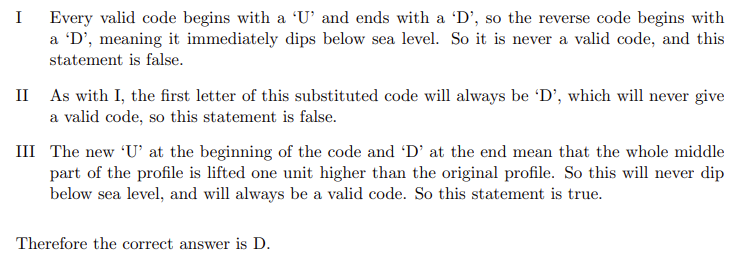 I Every valid code begins with a ‘U’ and ends with a ‘D’, so the reverse code begins with
a ‘D’, meaning it immediately dips below sea level. So it is never a valid code, and this
statement is false.
II As with I, the first letter of this substituted code will always be ‘D’, which will never give
a valid code, so this statement is false.
III The new ‘U’ at the beginning of the code and ‘D’ at the end mean that the whole middle
part of the profile is lifted one unit higher than the original profile. So this will never dip
below sea level, and will always be a valid code. So this statement is true.
Therefore the correct answer is D.